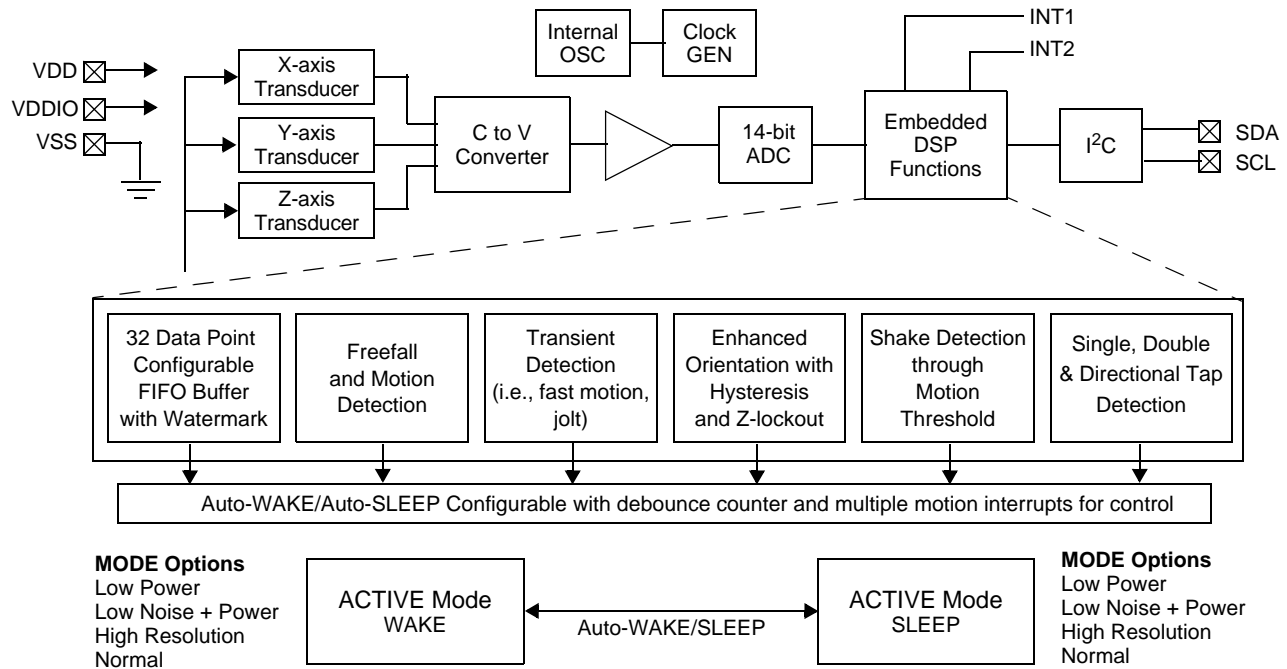 VDD
VDDIO
VSS
X-axis
Transducer
Y-axis
Transducer
Z-axis
Transducer
C to V
Converter
Internal
OSC
Clock
GEN
14-bit
ADC
Embedded
DSP
Functions
INT1
INT2
I²C
SDA
SCL
32 Data Point
Configurable
FIFO Buffer
with Watermark
Freefall
and Motion
Detection
Transient
Detection
(i.e., fast motion,
jolt)
Enhanced
Orientation with
Hysteresis
and Z-lockout
Shake Detection
through
Motion
Threshold
Single, Double
& Directional Tap
Detection
Auto-WAKE/Auto-SLEEP Configurable with debounce counter and multiple motion interrupts for control
MODE Options
Low Power
Low Noise + Power
High Resolution
Normal
ACTIVE Mode
WAKE
Auto-WAKE/SLEEP
ACTIVE Mode
SLEEP
MODE Options
Low Power
Low Noise + Power
High Resolution
Normal